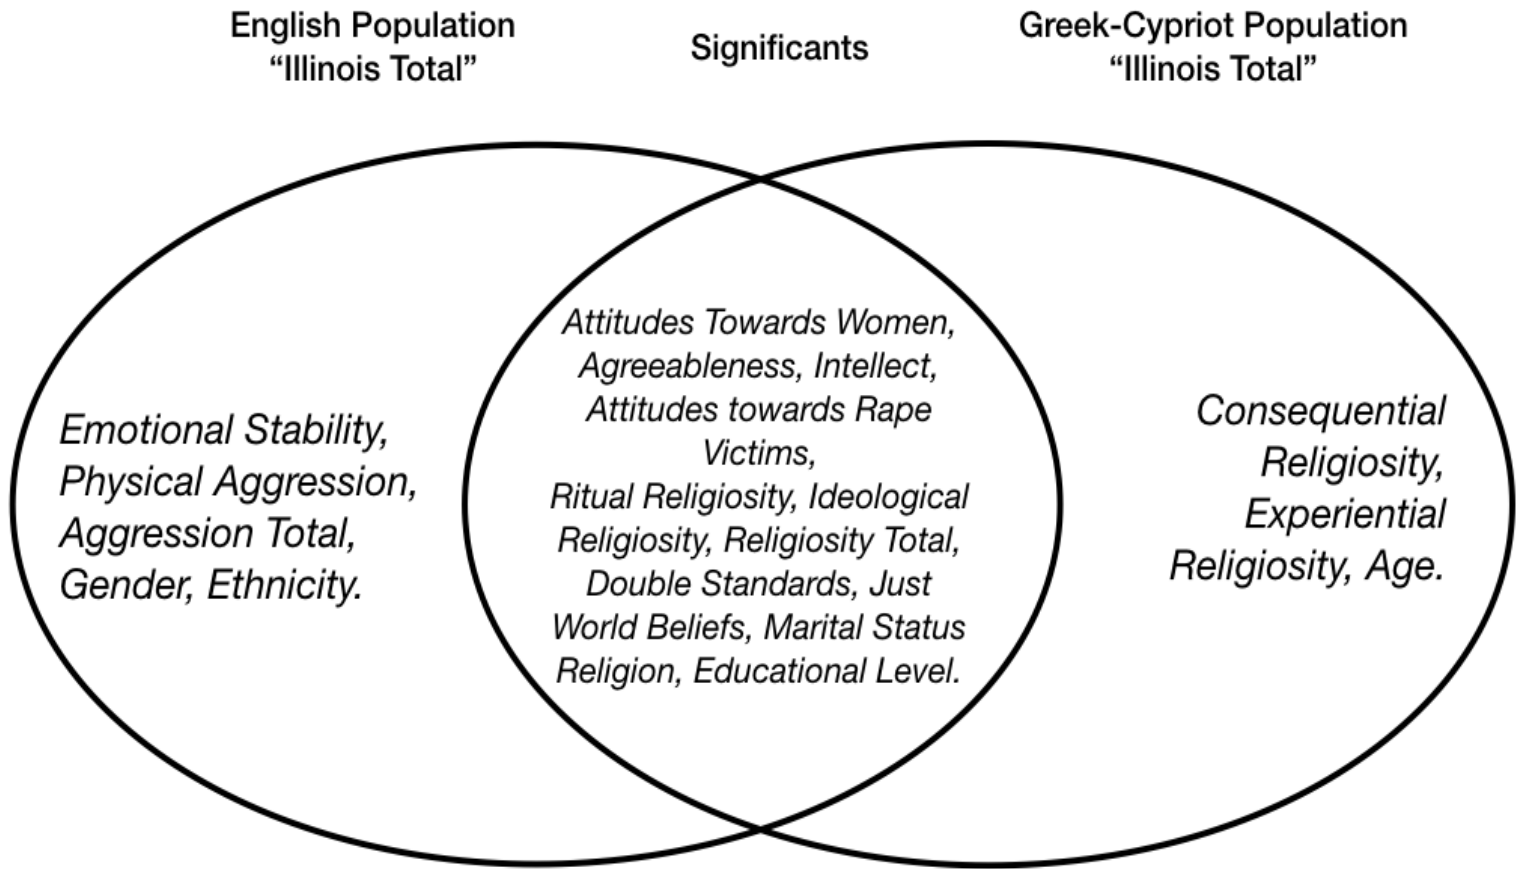 English Population
“Illinois Total”
Significants
Greek-Cypriot Population
“Illinois Total”
Emotional Stability,
Physical Aggression,
Aggression Total,
Gender, Ethnicity.
Attitudes Towards Women,
Agreeableness, Intellect,
Attitudes towards Rape
Victims,
Ritual Religiosity, Ideological
Religiosity, Religiosity Total,
Double Standards, Just
World Beliefs, Marital Status
Religion, Educational Level.
Consequential
Religiosity,
Experiential
Religiosity, Age.